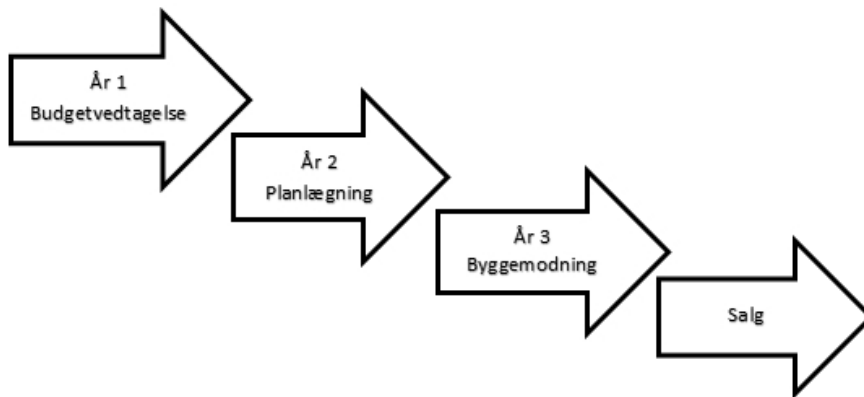 År 1
Budgetvedtagelse
År 2
Planlægning
År 3
Byggemodning
Salg